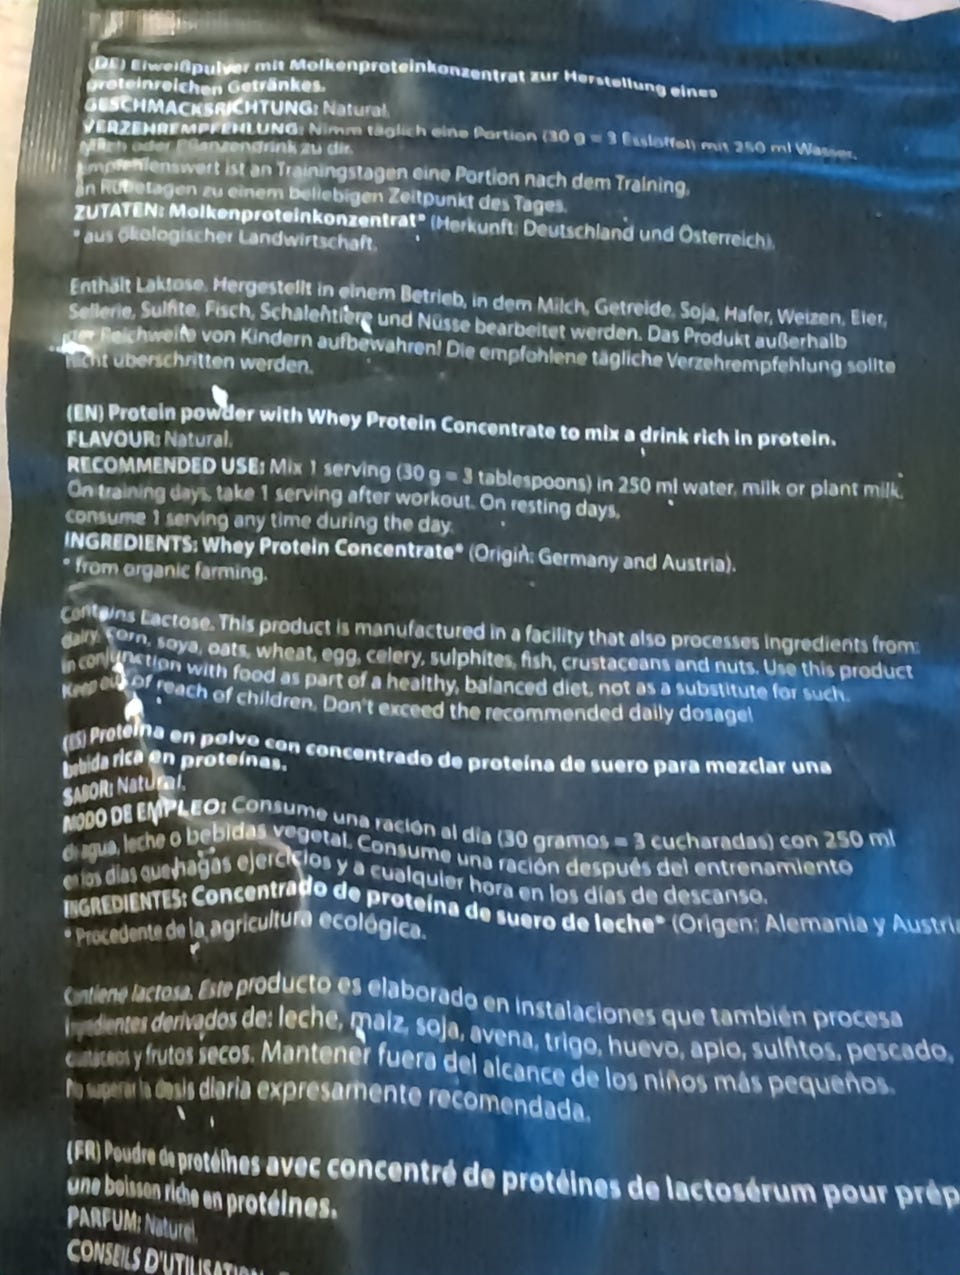 (DE) Eiweißpulver mit Molkenproteinkonzentrat zur Herstellung eines
proteinreichen Getränkes.
GESCHMACKSRICHTUNG: Natural.
VERZEHREMPFEHLUNG: Nimm täglich eine Portion (30 g = 3 Esslöffel) mit 250 ml Wasser,
Milch oder Pflanzendrink zu dir.
Empfehlenswert ist an Trainingstagen eine Portion nach dem Training,
an Ruhetagen zu einem beliebigen Zeitpunkt des Tages.
ZUTATEN: Molkenproteinkonzentrat* (Herkunft: Deutschland und Österreich).
* aus ökologischer Landwirtschaft.
Enthält Laktose. Hergestellt in einem Betrieb, in dem Milch, Getreide, Soja, Hafer, Weizen, Eier,
Sellerie, Sulfite, Fisch, Schalentiere und Nüsse bearbeitet werden. Das Produkt außerhalb
der Reichweite von Kindern aufbewahren! Die empfohlene tägliche Verzehrempfehlung sollte
nicht überschritten werden.
(EN) Protein powder with Whey Protein Concentrate to mix a drink rich in protein.
FLAVOUR: Natural.
RECOMMENDED USE: Mix 1 serving (30 g = 3 tablespoons) in 250 ml water, milk or plant milk.
On training days, take 1 serving after workout. On resting days,
consume 1 serving any time during the day.
INGREDIENTS: Whey Protein Concentrate* (Origin: Germany and Austria).
* from organic farming.
Contains Lactose. This product is manufactured in a facility that also processes ingredients from:
dairy, corn, soya, oats, wheat, egg, celery, sulphites, fish, crustaceans and nuts. Use this product
in conjunction with food as part of a healthy, balanced diet, not as a substitute for such.
Keep out of reach of children. Don't exceed the recommended daily dosage!
(ES) Proteína en polvo con concentrado de proteína de suero para mezclar una
bebida rica en proteínas.
SABOR: Natural.
MODO DE EMPLEO: Consume una ración al día (30 gramos = 3 cucharadas) con 250 ml
de agua, leche o bebidas vegetal. Consume una ración después del entrenamiento
en los días que hagas ejercicios y a cualquier hora en los días de descanso.
INGREDIENTES: Concentrado de proteína de suero de leche* (Origen: Alemania y Austria
* Procedente de la agricultura ecológica.
Contiene lactosa. Este producto es elaborado en instalaciones que también procesa
ingredientes derivados de: leche, maíz, soja, avena, trigo, huevo, apio, sulfitos, pescado,
crustáceos y frutos secos. Mantener fuera del alcance de los niños más pequeños.
No superar la dosis diaria expresamente recomendada.
(FR) Poudre de protéines avec concentré de protéines de lactosérum pour prép
une boisson riche en protéines.
PARFUM: Naturel.
CONSEILS D'UTILISATION: